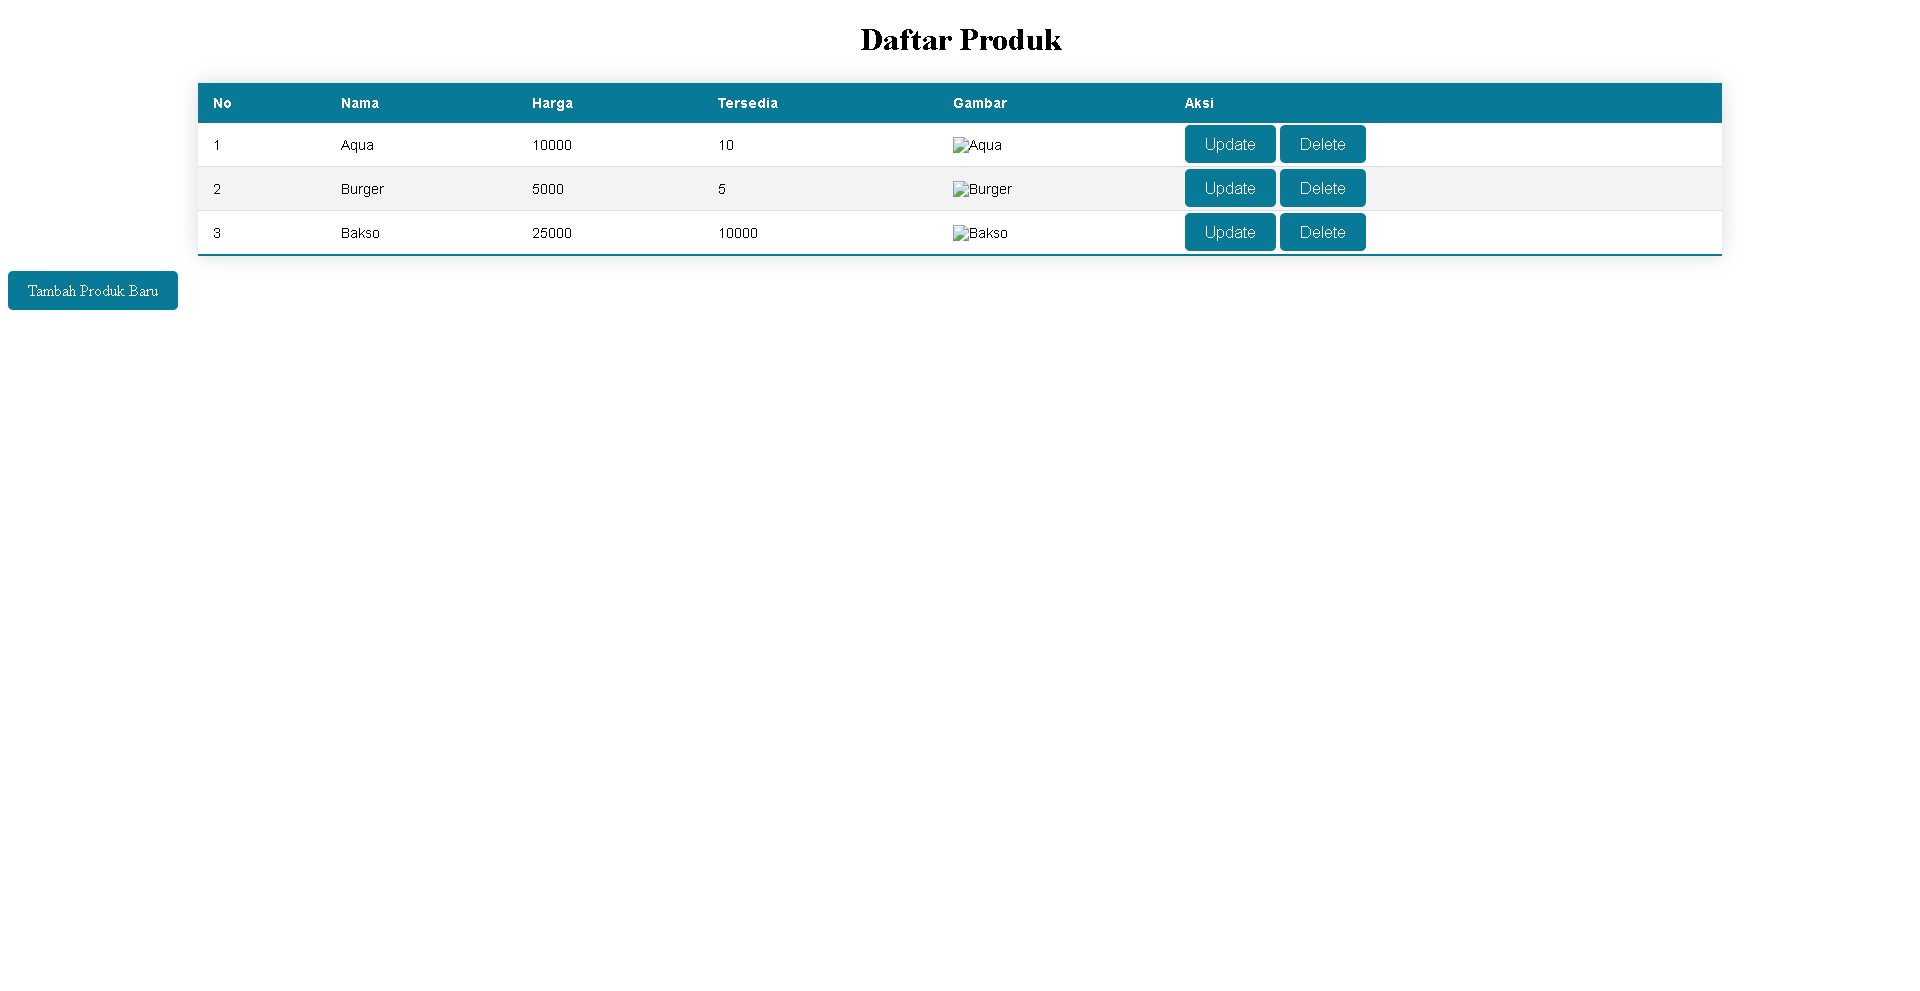 Daftar Produk
No Nama Harga Tersedia Gambar Aksi
1 Aqua 10000 10 Aqua Update Delete
2 Burger 5000 5 Burger Update Delete
3 Bakso 25000 10000 Bakso Update Delete
Tambah Produk Baru